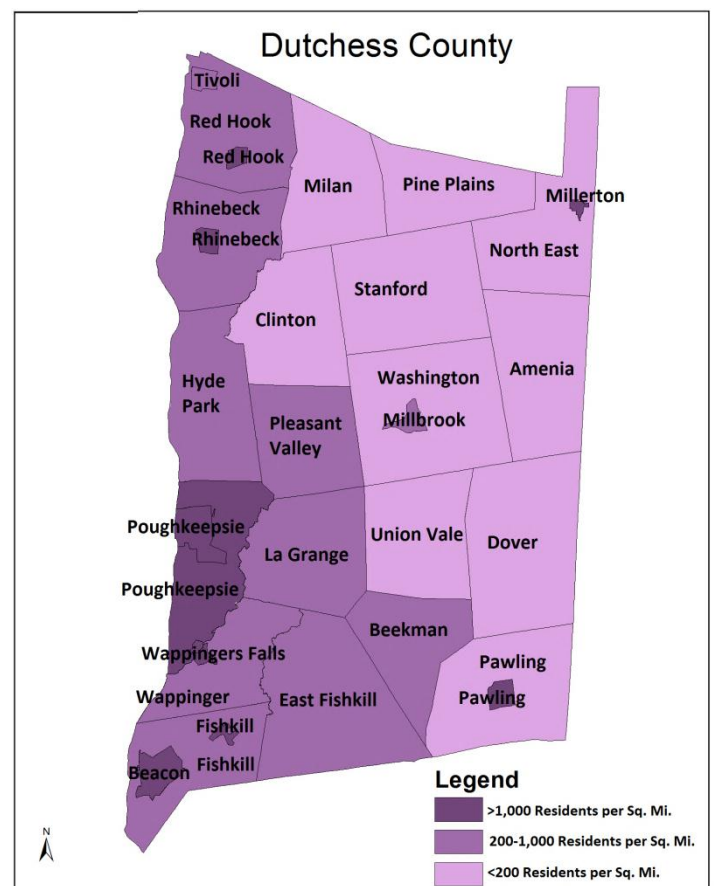 Dutchess County
Tivoli
Red Hook
Red Hook
Milan
Pine Plains
Millerton
Rhinebeck
Rhinebeck
North East
Stanford
Clinton
Amenia
Washington
Hyde
Park
Millbrook
Pleasant
Valley
Poughkeepsie
Union Vale
Dover
La Grange
Poughkeepsie
Beekman
Wappingers Falls
Pawling
Wappinger
East Fishkill
Pawling
Fishkill
Fishkill
Beacon
Legend
>1,000 Residents per Sq. Mi.
200-1,000 Residents per Sq. Mi.
<200 Residents per Sq. Mi.
N